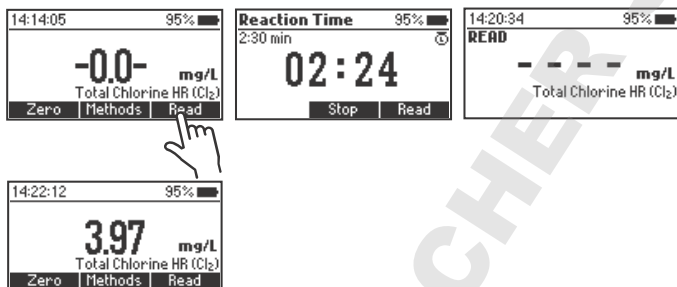 14:14:05 95%
-0.0- mg/L
Total Chlorine HR (Cl₂)
Zero Methods Read
Reaction Time 95%
2:30 min
02:24
Stop Read
14:20:34 95%
READ
- - - - mg/L
Total Chlorine HR (Cl₂)
14:22:12 95%
3.97 mg/L
Total Chlorine HR (Cl₂)
Zero Methods Read
CHER